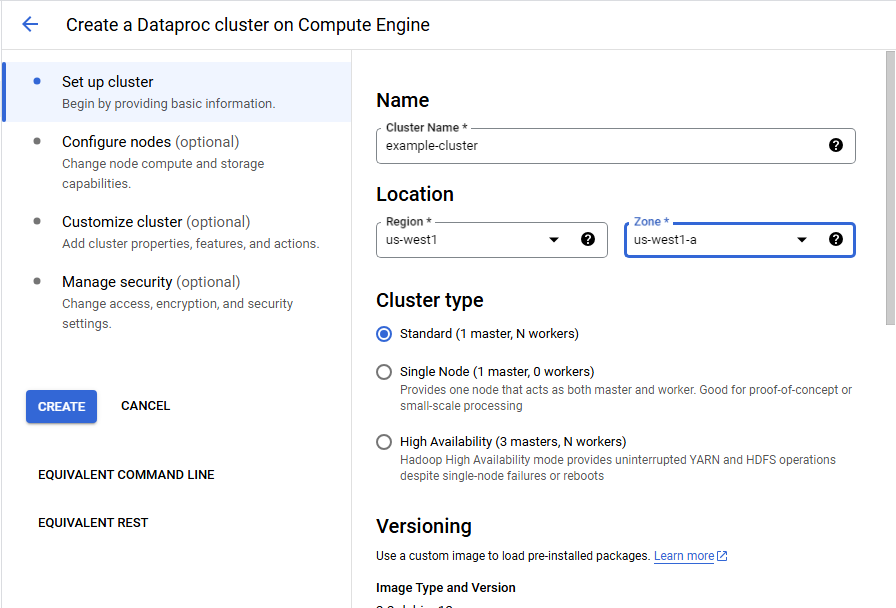 Create a Dataproc cluster on Compute Engine
Set up cluster
Begin by providing basic information.
Configure nodes (optional)
Change node compute and storage
capabilities.
Customize cluster (optional)
Add cluster properties, features, and actions.
Manage security (optional)
Change access, encryption, and security
settings.
CREATE CANCEL
EQUIVALENT COMMAND LINE
EQUIVALENT REST
Name
Cluster Name *
example-cluster
Location
Region * Zone *
us-west1 us-west1-a
Cluster type
Standard (1 master, N workers)
Single Node (1 master, 0 workers)
Provides one node that acts as both master and worker. Good for proof-of-concept or
small-scale processing
High Availability (3 masters, N workers)
Hadoop High Availability mode provides uninterrupted YARN and HDFS operations
despite single-node failures or reboots
Versioning
Use a custom image to load pre-installed packages. Learn more
Image Type and Version